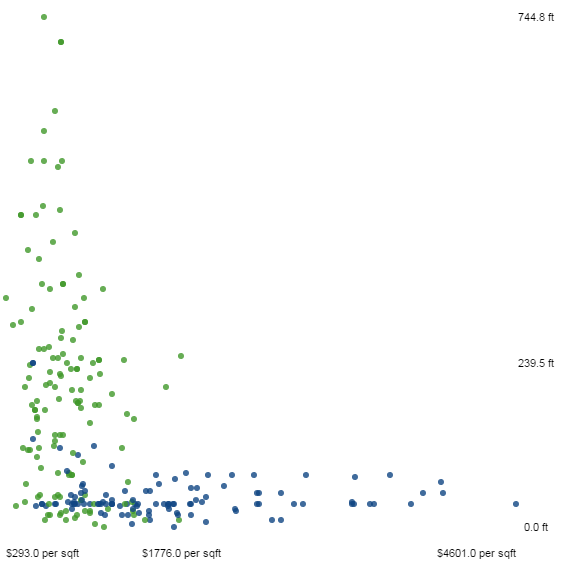 744.8 ft
239.5 ft
0.0 ft
$293.0 per sqft $1776.0 per sqft $4601.0 per sqft